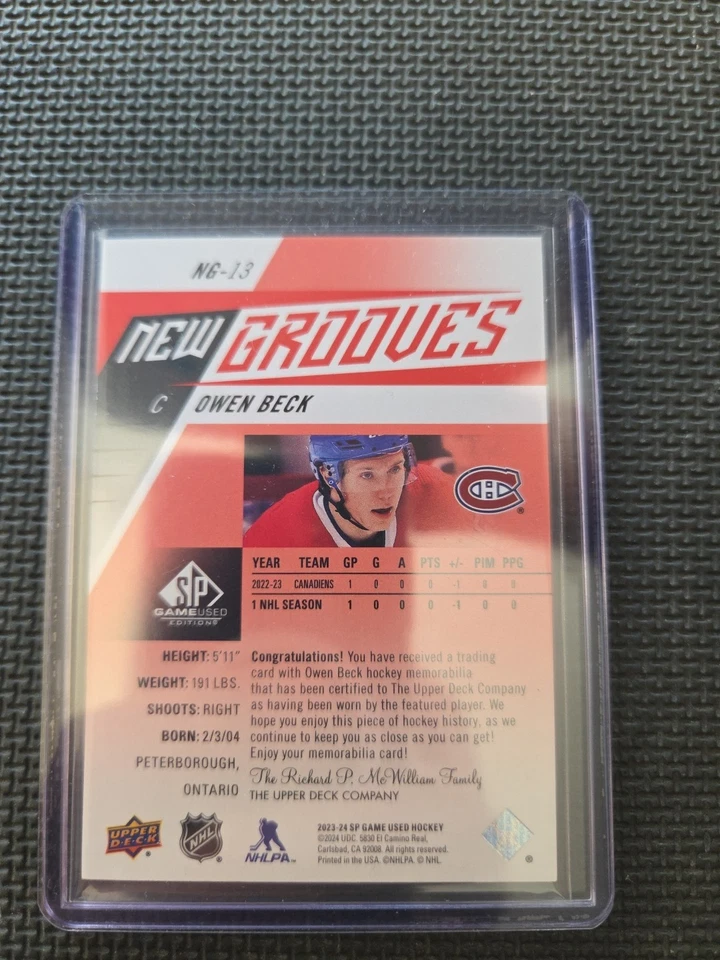 NG-13
NEW GROOVES
C OWEN BECK
YEAR TEAM GP G A PTS +/- PIM PPG
2022-23 CANADIENS 1 0 0 0 -1 0 0
1 NHL SEASON 1 0 0 0 -1 0 0
SP
GAMEUSED
EDITION
HEIGHT: 5'11"
WEIGHT: 191 LBS.
SHOOTS: RIGHT
BORN: 2/3/04
PETERBOROUGH,
ONTARIO
Congratulations! You have received a trading
card with Owen Beck hockey memorabilia
that has been certified to The Upper Deck Company
as having been worn by the featured player. We
hope you enjoy this piece of hockey history, as we
continue to keep you as close as you can get!
Enjoy your memorabilia card!
The Richard P. McWilliam Family
THE UPPER DECK COMPANY
UPPER
D·E·C·K
NHL
NHLPA™
2023-24 SP GAME USED HOCKEY
©2024 UDC. 5830 El Camino Real,
Carlsbad, CA 92008. All rights reserved.
Printed in the USA. ©NHLPA. © NHL.
®